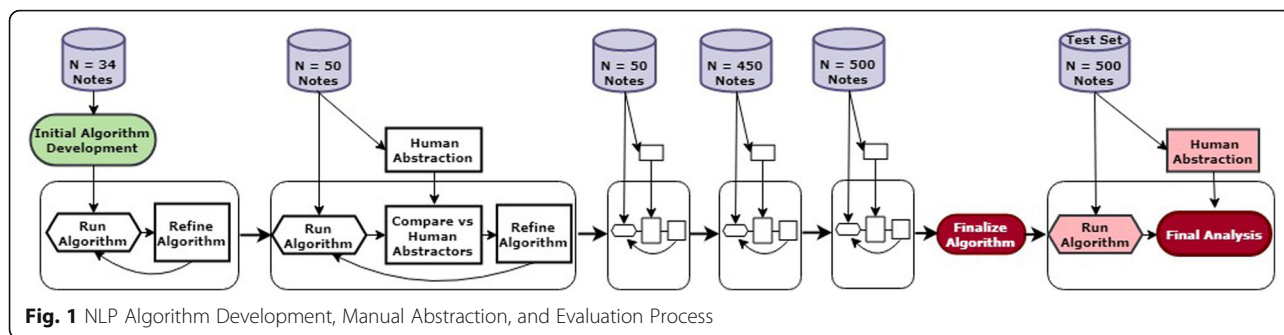 N = 34
Notes
Initial Algorithm
Development
Run
Algorithm
Refine
Algorithm
N = 50
Notes
Human
Abstraction
Run
Algorithm
Compare vs
Human
Abstractors
Refine
Algorithm
N = 50
Notes
N = 450
Notes
N = 500
Notes
Finalize
Algorithm
Test Set
N = 500
Notes
Human
Abstraction
Run
Algorithm
Final Analysis
Fig. 1 NLP Algorithm Development, Manual Abstraction, and Evaluation Process